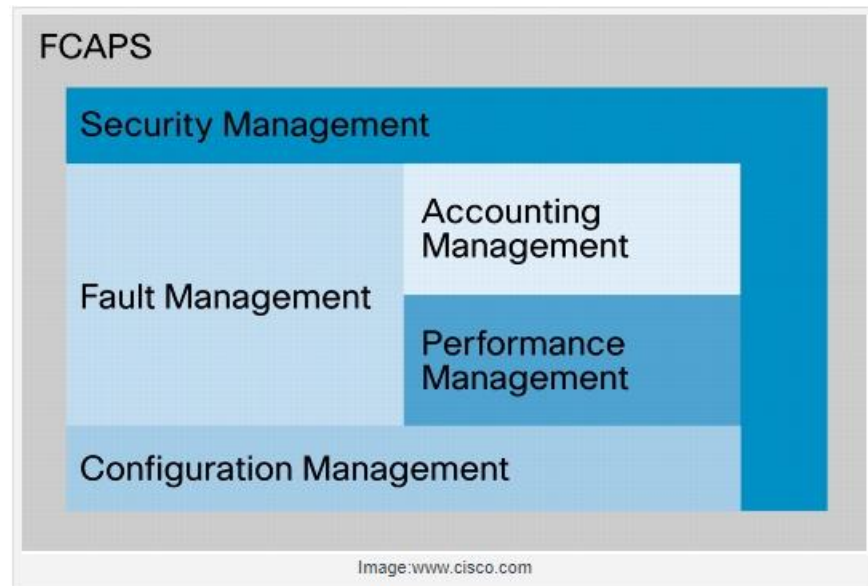 FCAPS
Security Management
Accounting
Management
Fault Management
Performance
Management
Configuration Management
Image:www.cisco.com